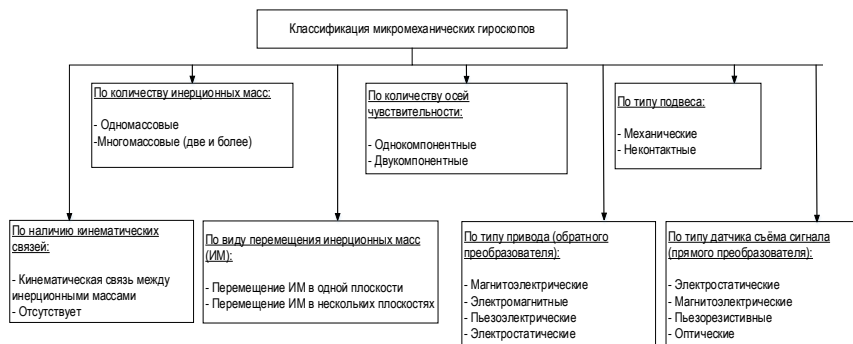 Классификация микромеханических гироскопов
По количеству инерционных масс:
- Одномассовые
-Многомассовые (две и более)
По количеству осей
чувствительности:
- Однокомпонентные
- Двукомпонентные
По типу подвеса:
- Механические
- Неконтактные
По наличию кинематических
связей:
- Кинематическая связь между
инерционными массами
- Отсутствует
По виду перемещения инерционных масс
(ИМ):
- Перемещение ИМ в одной плоскости
- Перемещение ИМ в нескольких плоскостях
По типу привода (обратного
преобразователя):
- Магнитоэлектрические
- Электромагнитные
- Пьезоэлектрические
- Электростатические
По типу датчика съёма сигнала
(прямого преобразователя):
- Электростатические
- Магнитоэлектрические
- Пьезорезистивные
- Оптические